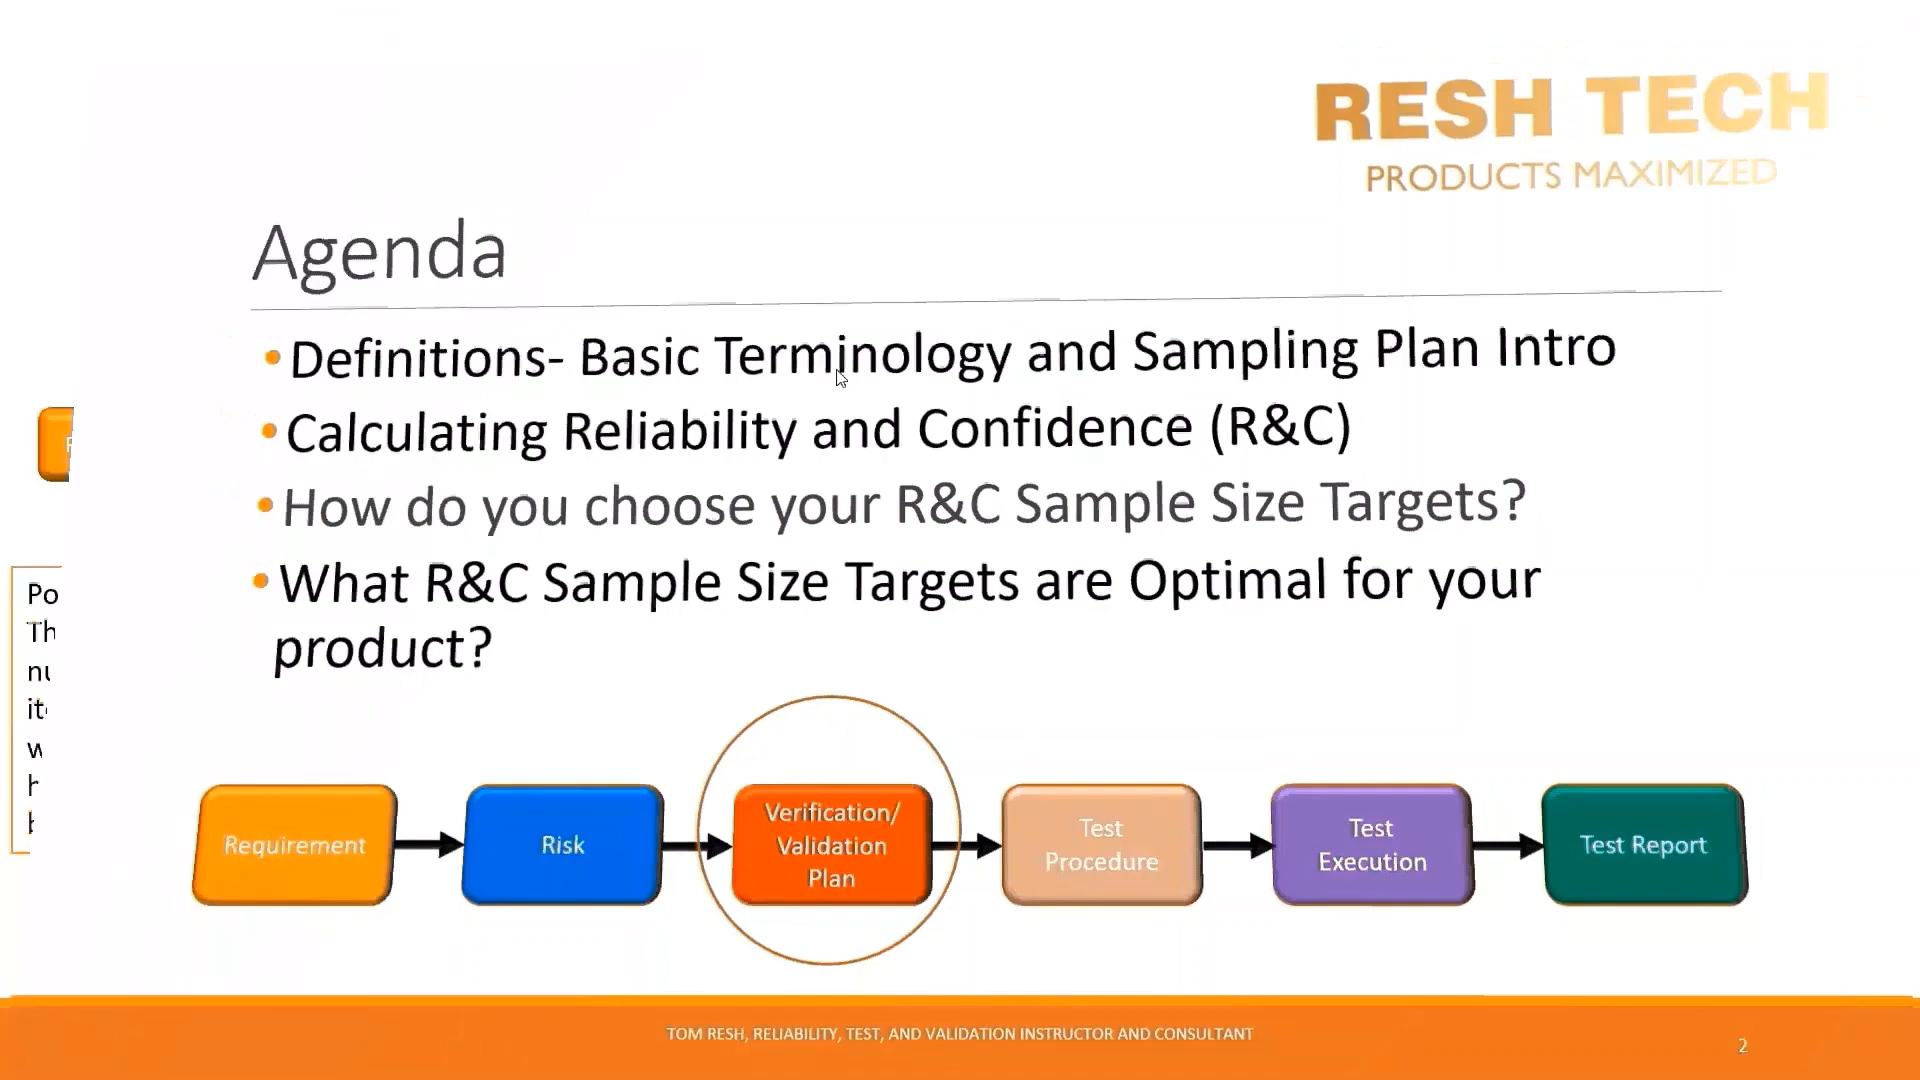 RESH TECH
PRODUCTS MAXIMIZED
Agenda
•Definitions- Basic Terminology and Sampling Plan Intro
•Calculating Reliability and Confidence (R&C)
•How do you choose your R&C Sample Size Targets?
•What R&C Sample Size Targets are Optimal for your
product?
Po
Th
Requirement
Risk
Verification/
Validation
Plan
Test
Procedure
Test
Execution
Test Report
TOM RESH, RELIABILITY, TEST, AND VALIDATION INSTRUCTOR AND CONSULTANT
2